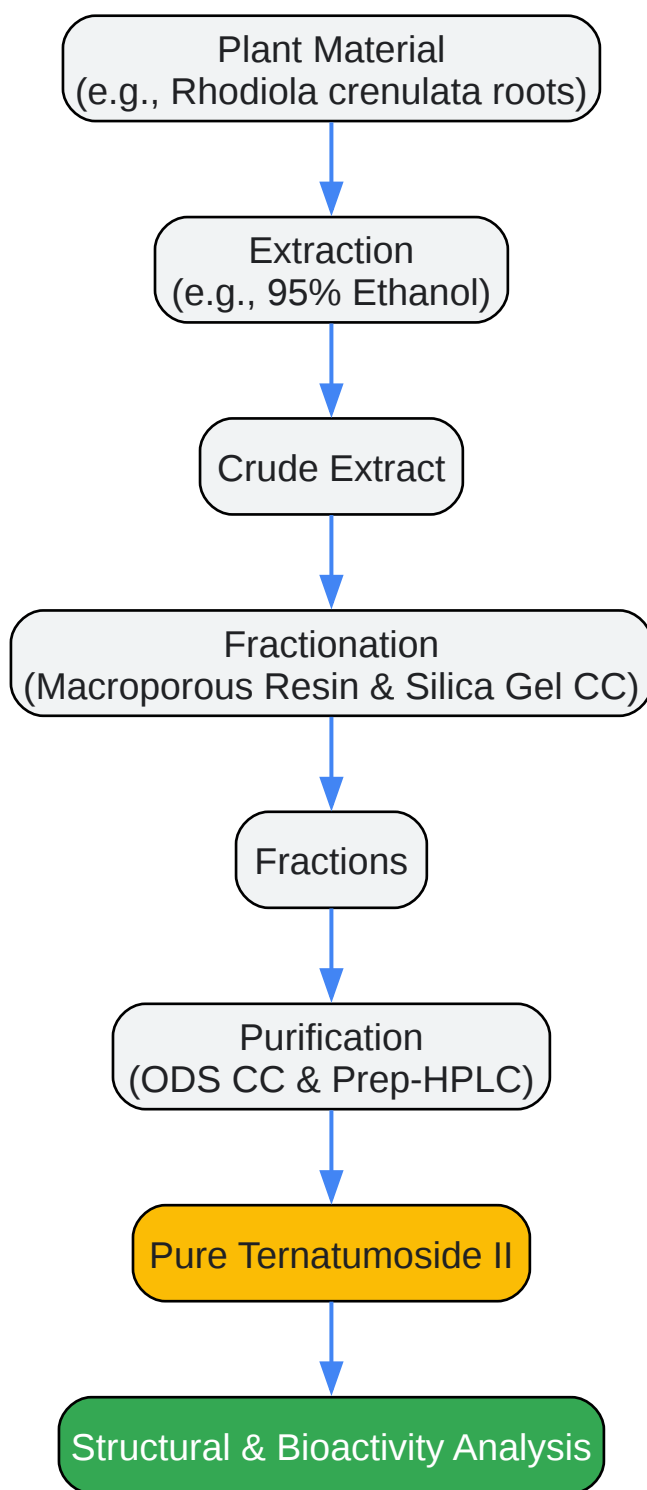 Plant Material
(e.g., Rhodiola crenulata roots)
Extraction
(e.g., 95% Ethanol)
Crude Extract
Fractionation
(Macroporous Resin & Silica Gel CC)
Fractions
Purification
(ODS CC & Prep-HPLC)
Pure Ternatumoside II
Structural & Bioactivity Analysis